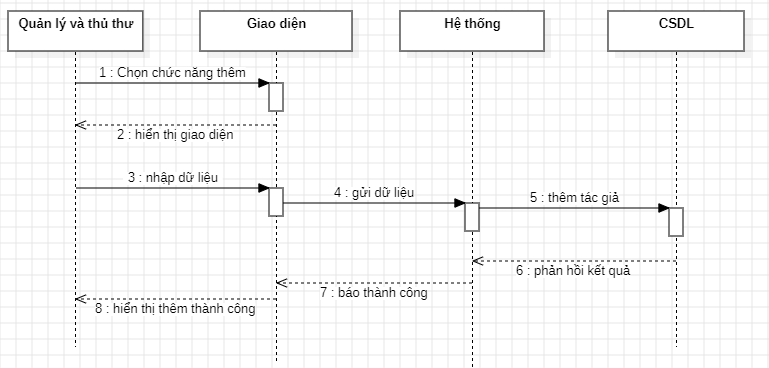 Quản lý và thủ thư
Giao diện
Hệ thống
CSDL
1 : Chọn chức năng thêm
2 : hiển thị giao diện
3 : nhập dữ liệu
4 : gửi dữ liệu
5 : thêm tác giả
6 : phản hồi kết quả
7 : báo thành công
8 : hiển thị thêm thành công